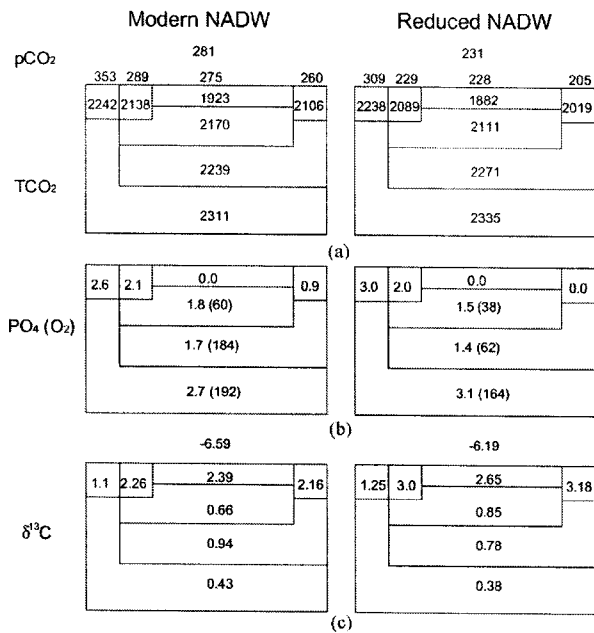 Modern NADW Reduced NADW
pCO₂ 281 231
353 289 275 260 309 229 228 205
2242 2138 1923 2106 2238 2089 1882 2019
2170 2111
2239 2271
TCO₂
2311 2335
(a)
2.6 2.1 0.0 0.9 3.0 2.0 0.0 0.0
PO₄ (O₂) 1.8 (60) 1.5 (38)
1.7 (184) 1.4 (62)
2.7 (192) 3.1 (164)
(b)
-6.59 -6.19
1.1 2.26 2.39 2.16 1.25 3.0 2.65 3.18
0.66 0.85
δ¹³C
0.94 0.78
0.43 0.38
(c)